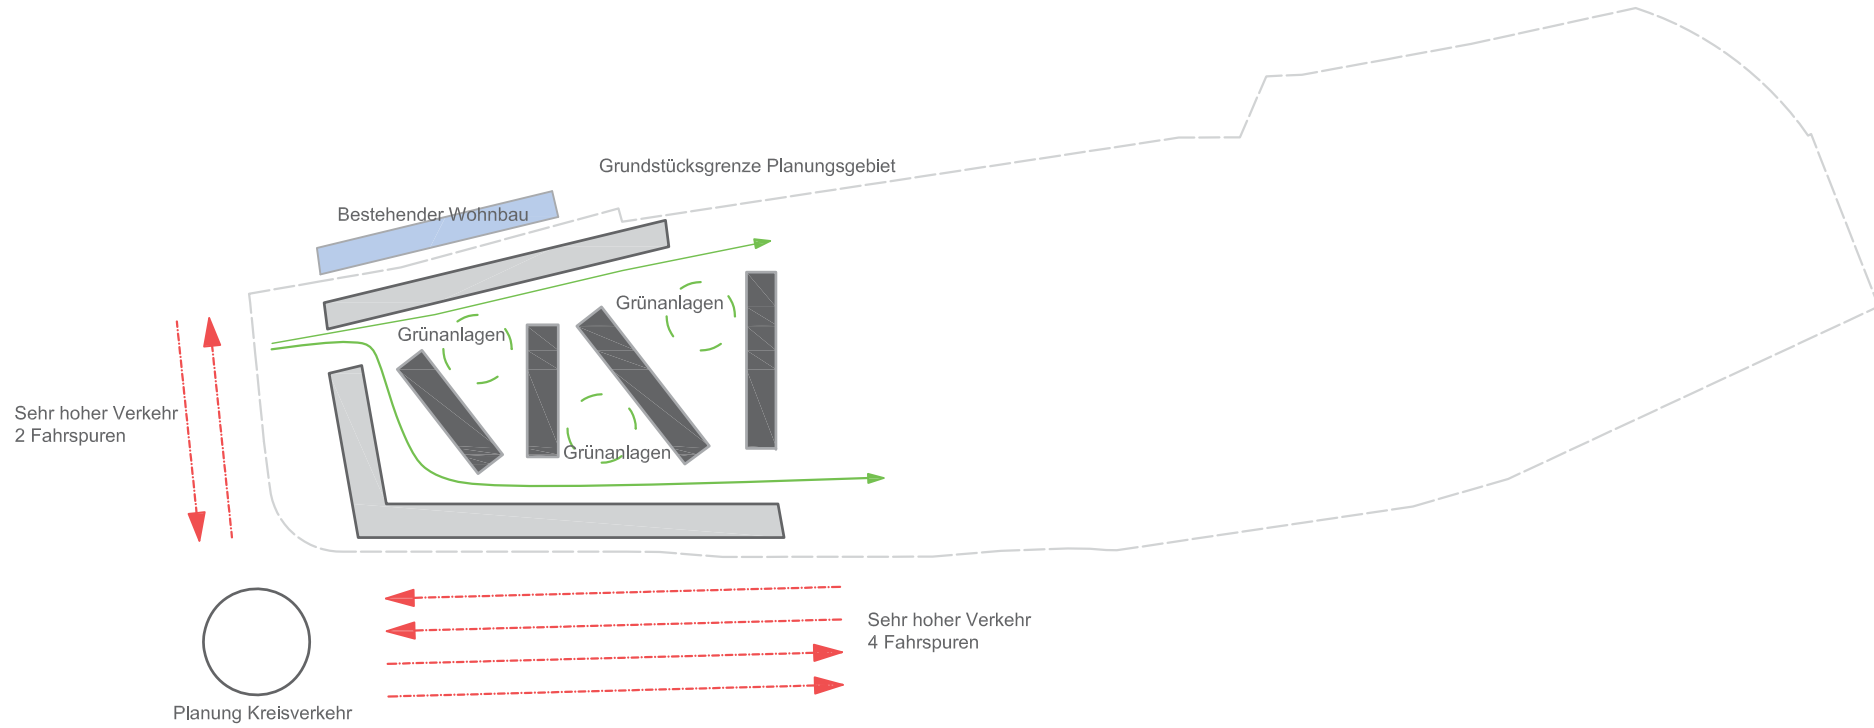 Grundstücksgrenze Planungsgebiet
Bestehender Wohnbau
Grünanlagen
Grünanlagen
Sehr hoher Verkehr
2 Fahrspuren
Grünanlagen
Sehr hoher Verkehr
4 Fahrspuren
Planung Kreisverkehr